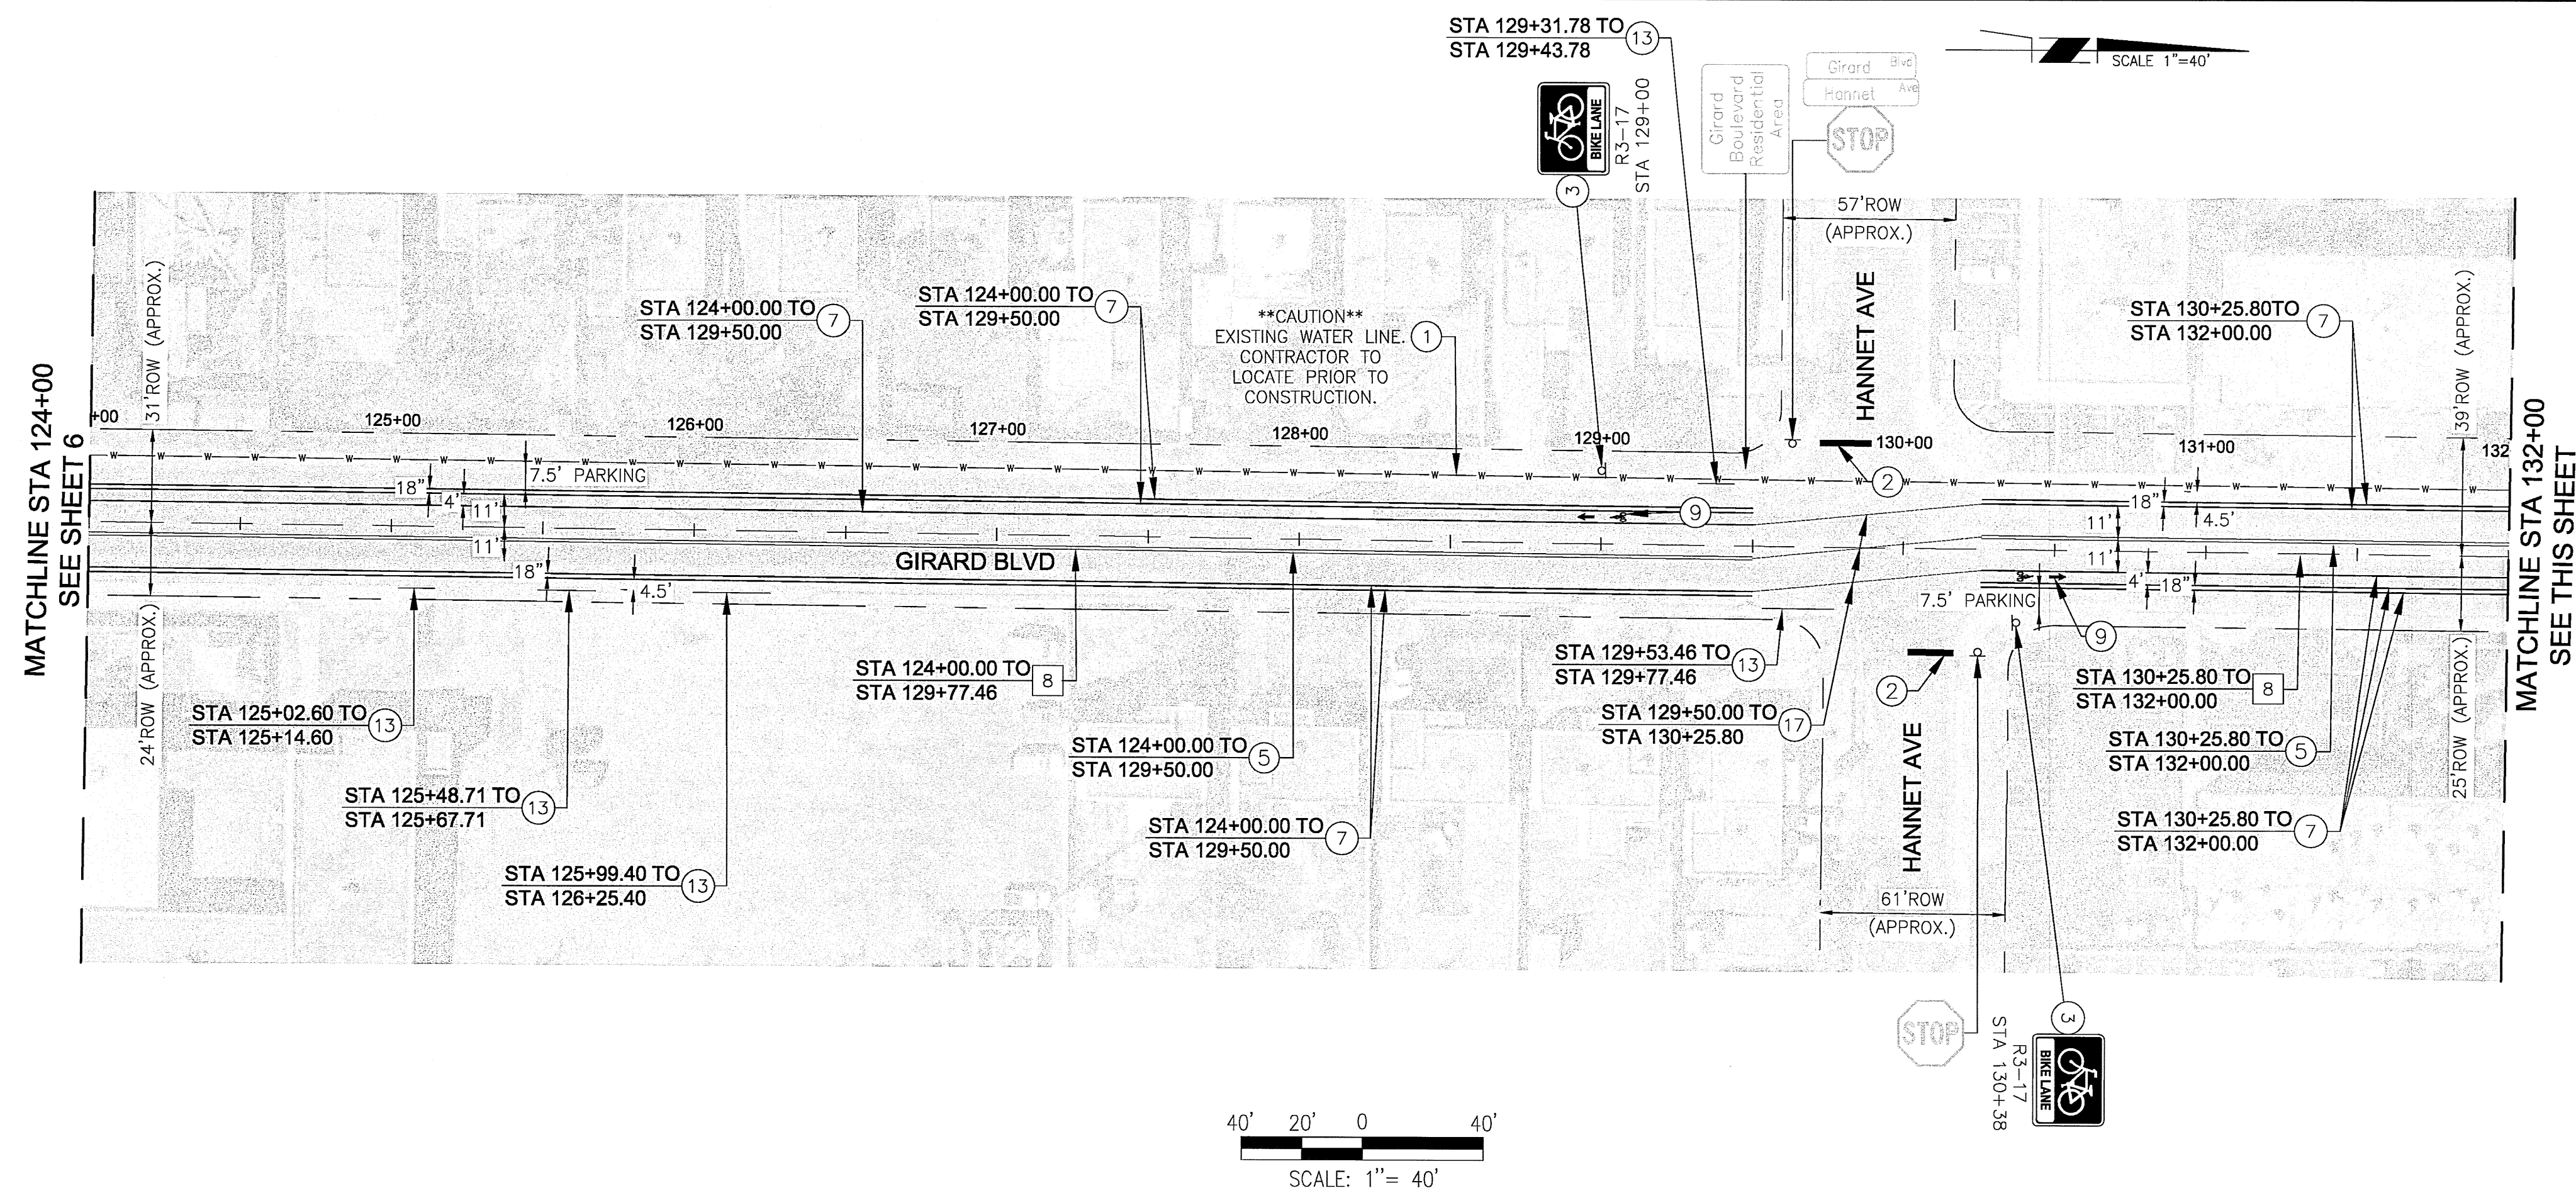 STA 129+31.78 TO
STA 129+43.78
13
SCALE 1"=40'
BIKE LANE
R3-17
STA 129+00
3
Girard
Boulevard
Residential
Area
Girard Blvd
Hannet Ave
STOP
57'ROW
(APPROX.)
HANNET AVE
MATCHLINE STA 124+00
SEE SHEET 6
31'ROW (APPROX.)
24'ROW (APPROX.)
STA 124+00.00 TO
STA 129+50.00
7
STA 124+00.00 TO
STA 129+50.00
7
**CAUTION**
EXISTING WATER LINE.
CONTRACTOR TO
LOCATE PRIOR TO
CONSTRUCTION.
1
STA 130+25.80TO
STA 132+00.00
7
39'ROW (APPROX.)
25'ROW (APPROX.)
MATCHLINE STA 132+00
SEE THIS SHEET
+00
125+00
126+00
127+00
128+00
129+00
130+00
131+00
132
7.5' PARKING
18"
4'
11'
11'
18"
4.5'
GIRARD BLVD
9
2
18"
4.5'
11'
11'
4'
18"
7.5' PARKING
9
2
STA 125+02.60 TO
STA 125+14.60
13
STA 125+48.71 TO
STA 125+67.71
13
STA 125+99.40 TO
STA 126+25.40
13
STA 124+00.00 TO
STA 129+77.46
8
STA 124+00.00 TO
STA 129+50.00
5
STA 124+00.00 TO
STA 129+50.00
7
STA 129+53.46 TO
STA 129+77.46
13
STA 129+50.00 TO
STA 130+25.80
17
STA 130+25.80 TO
STA 132+00.00
8
STA 130+25.80 TO
STA 132+00.00
5
STA 130+25.80 TO
STA 132+00.00
7
HANNET AVE
61'ROW
(APPROX.)
STOP
3
BIKE LANE
R3-17
STA 130+38
40' 20' 0 40'
SCALE: 1"= 40'